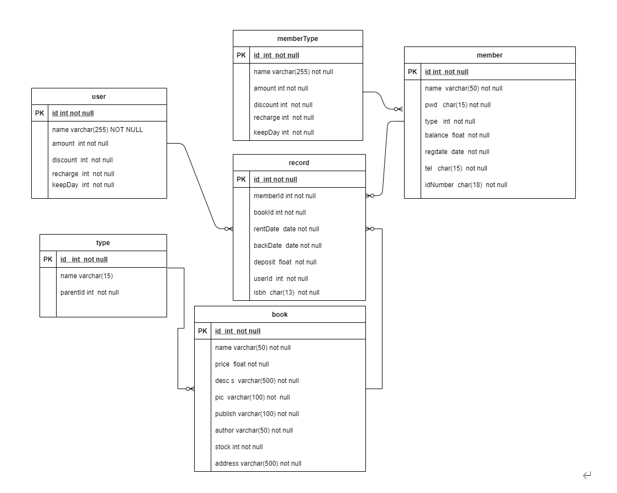 memberType
PK id int not null
name varchar(255) not null
amount int not null
discount int not null
recharge int not null
keepDay int not null
member
PK id int not null
name varchar(50) not null
pwd char(15) not null
type int not null
balance float not null
regdate date not null
tel char(15) not null
idNumber char(18) not null
user
PK id int not null
name varchar(255) NOT NULL
amount int not null
discount int not null
recharge int not null
keepDay int not null
record
PK id int not null
memberId int not null
bookId int not null
rentDate date not null
backDate date not null
deposit float not null
userId int not null
isbn char(13) not null
type
PK id int not null
name varchar(15)
parentId int not null
book
PK id int not null
name varchar(50) not null
price float not null
desc s varchar(500) not null
pic varchar(100) not null
publish varchar(100) not null
author varchar(50) not null
stock int not null
address varchar(500) not null